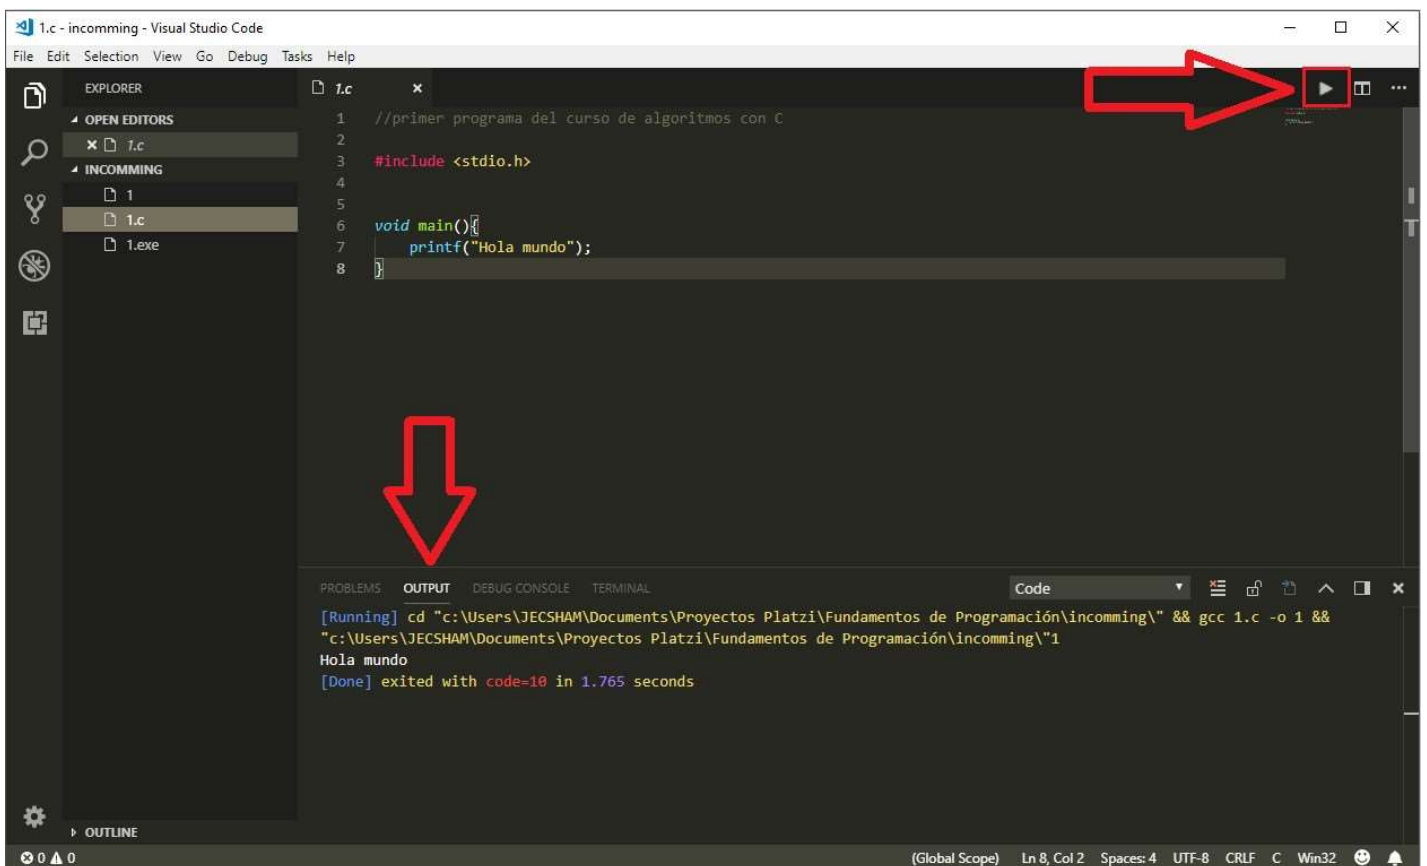 1.c - incomming - Visual Studio Code
File Edit Selection View Go Debug Tasks Help
EXPLORER
OPEN EDITORS
1.c
INCOMMING
1
1.c
1.exe
OUTLINE
1.c
1 //primer programa del curso de algoritmos con C
2
3 #include <stdio.h>
4
5
6 void main(){
7 printf("Hola mundo");
8 }
PROBLEMS OUTPUT DEBUG CONSOLE TERMINAL Code
[Running] cd "c:\Users\JECSHAM\Documents\Proyectos Platzi\Fundamentos de Programación\incomming\" && gcc 1.c -o 1 &&
"c:\Users\JECSHAM\Documents\Proyectos Platzi\Fundamentos de Programación\incomming\"1
Hola mundo
[Done] exited with code=10 in 1.765 seconds
0 0 (Global Scope) Ln 8, Col 2 Spaces: 4 UTF-8 CRLF C Win32